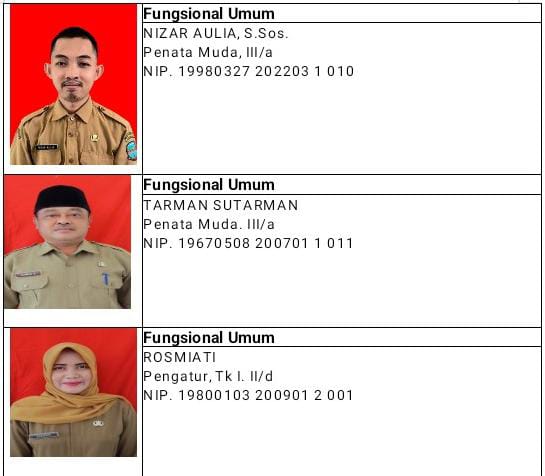 Fungsional Umum
NIZAR AULIA, S.Sos.
Penata Muda, III/a
NIP. 19980327 202203 1 010
Fungsional Umum
TARMAN SUTARMAN
Penata Muda. III/a
NIP. 19670508 200701 1 011
Fungsional Umum
ROSMIATI
Pengatur, Tk I. II/d
NIP. 19800103 200901 2 001